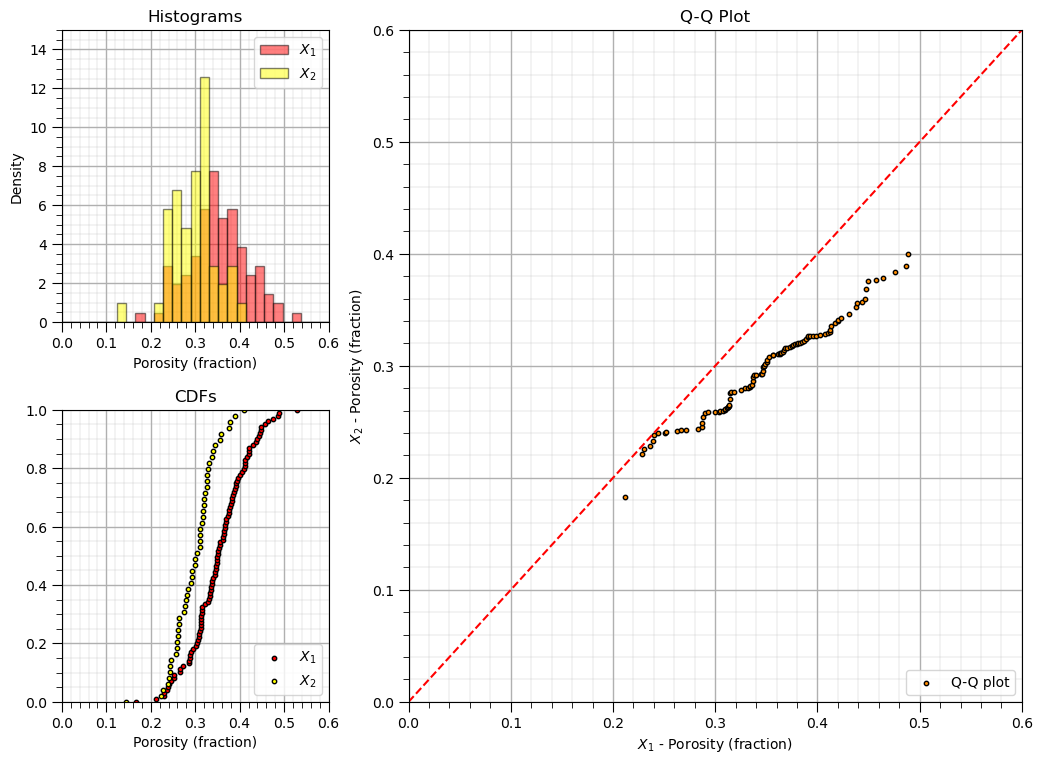 Histograms
14
12
10
8
6
4
2
0
Density
X₁
X₂
0.0 0.1 0.2 0.3 0.4 0.5 0.6
Porosity (fraction)
CDFs
1.0
0.8
0.6
0.4
0.2
0.0
X₁
X₂
0.0 0.1 0.2 0.3 0.4 0.5 0.6
Porosity (fraction)
Q-Q Plot
0.6
0.5
0.4
0.3
0.2
0.1
0.0
X₂ - Porosity (fraction)
Q-Q plot
0.0 0.1 0.2 0.3 0.4 0.5 0.6
X₁ - Porosity (fraction)